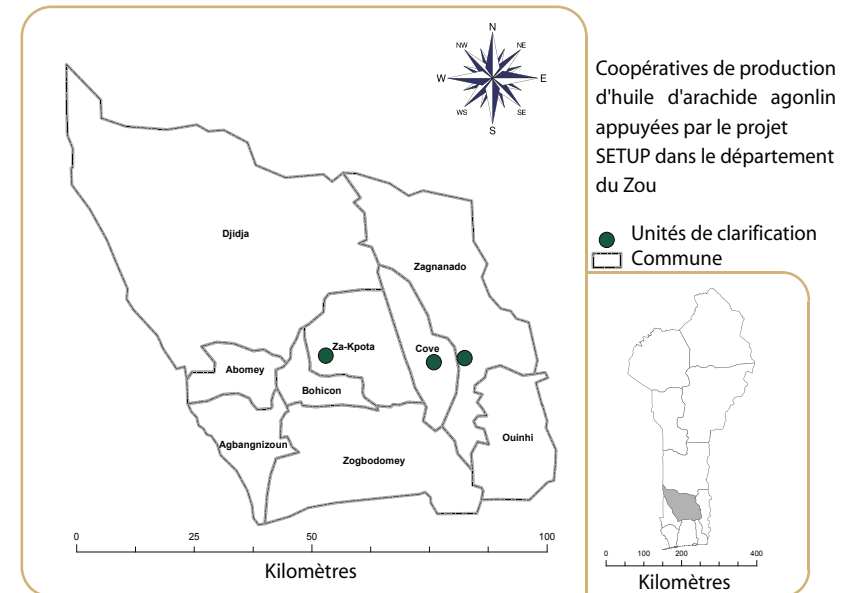 N
NW
NE
W
E
WS
SE
S
Coopératives de production
d'huile d'arachide agonlin
appuyées par le projet
SETUP dans le département
du Zou
Unités de clarification
Commune
Djidja
Zagnanado
Za-Kpota
Cove
Abomey
Bohicon
Ouinhi
Agbangnizoun
Zogbodomey
0 25 50 100
Kilomètres
0 100 200 400
Kilomètres